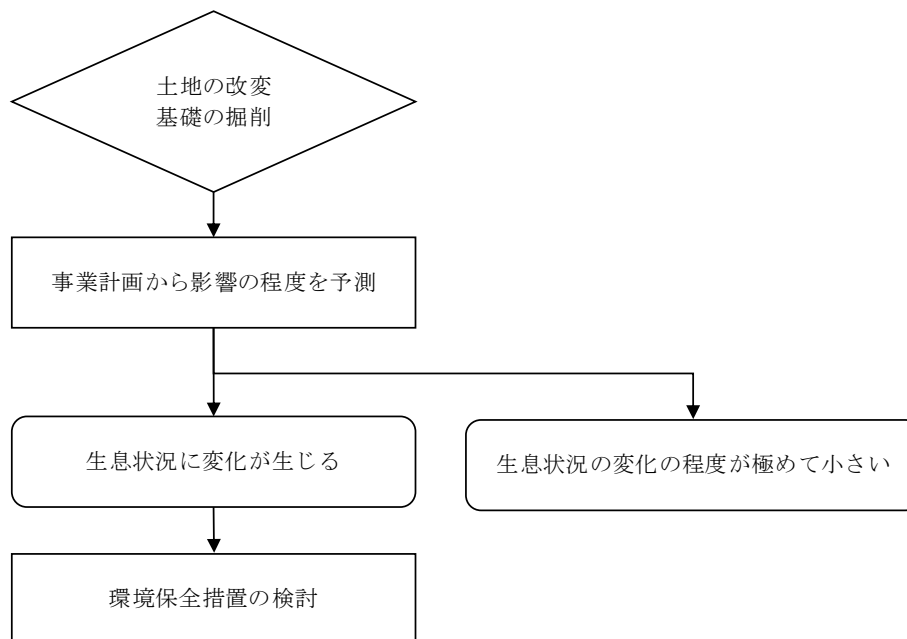 土地の改変
基礎の掘削
事業計画から影響の程度を予測
生息状況に変化が生じる
生息状況の変化の程度が極めて小さい
環境保全措置の検討